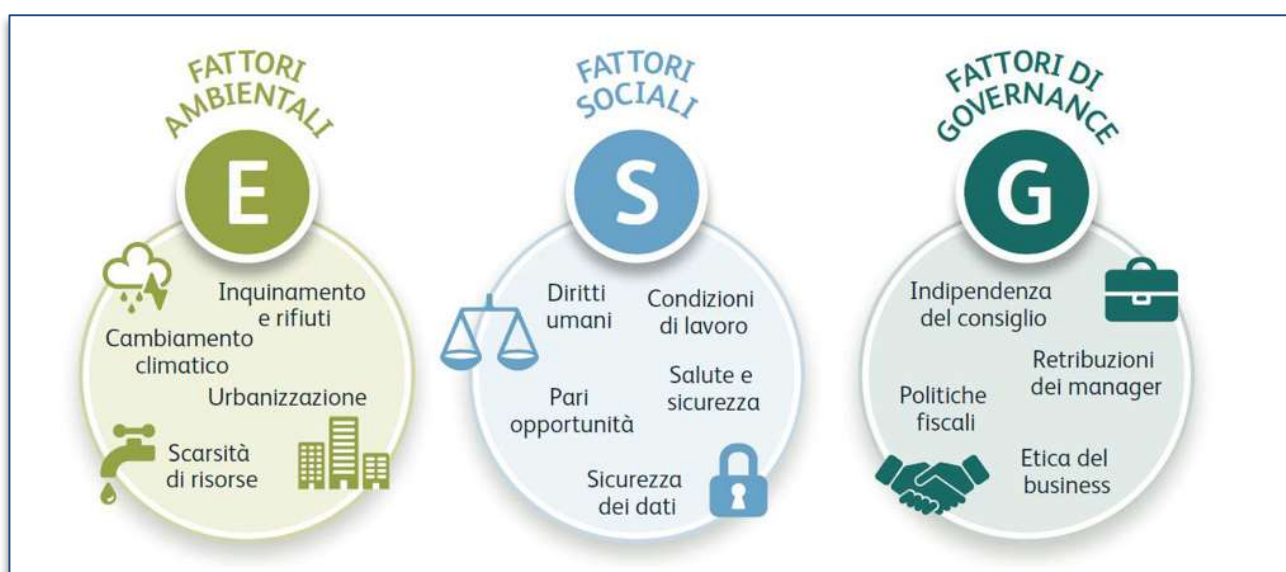 FATTORI
AMBIENTALI
E
Inquinamento
e rifiuti
Cambiamento
climatico
Urbanizzazione
Scarsità
di risorse
FATTORI
SOCIALI
S
Diritti
umani
Condizioni
di lavoro
Pari
opportunità
Salute e
sicurezza
Sicurezza
dei dati
FATTORI DI
GOVERNANCE
G
Indipendenza
del consiglio
Retribuzioni
dei manager
Politiche
fiscali
Etica del
business